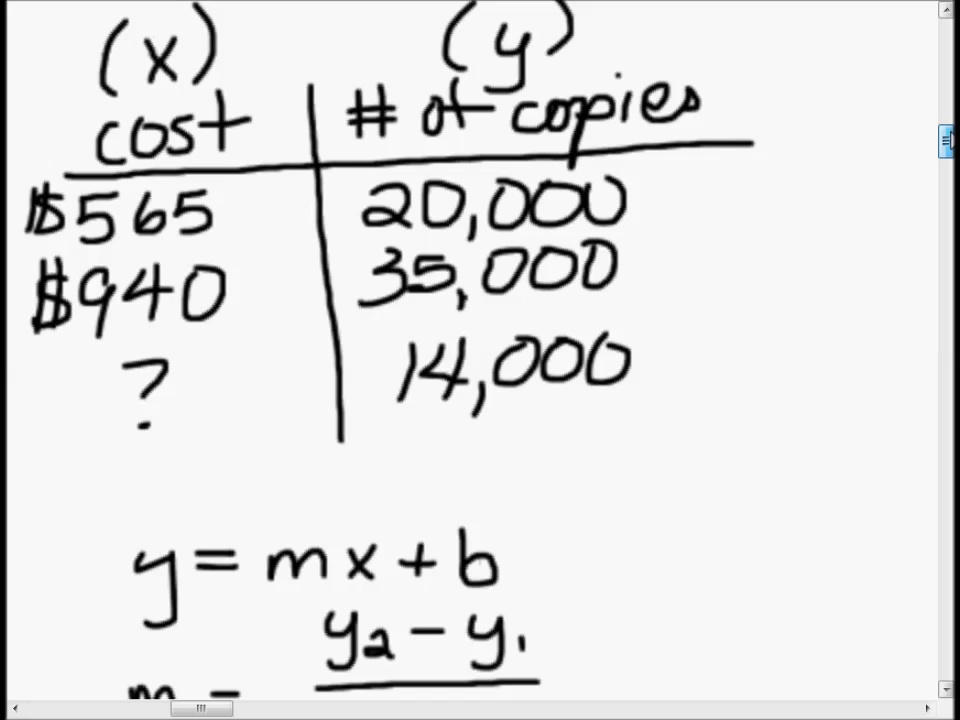 (x) (y)
cost # of copies
$565 20,000
$940 35,000
? 14,000
y = mx + b
y₂ - y₁
m =